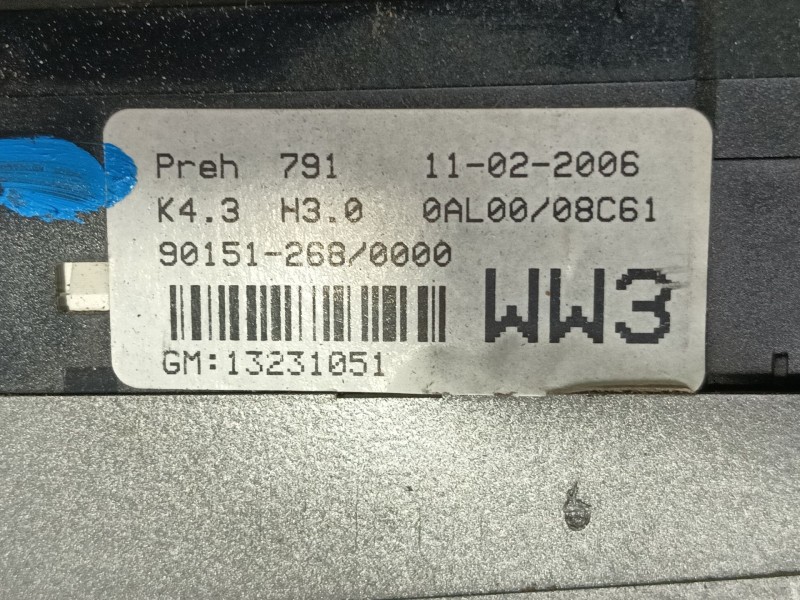 Preh 791 11-02-2006
K4.3 H3.0 0AL00/08C61
90151-268/0000
WW3
GM:13231051